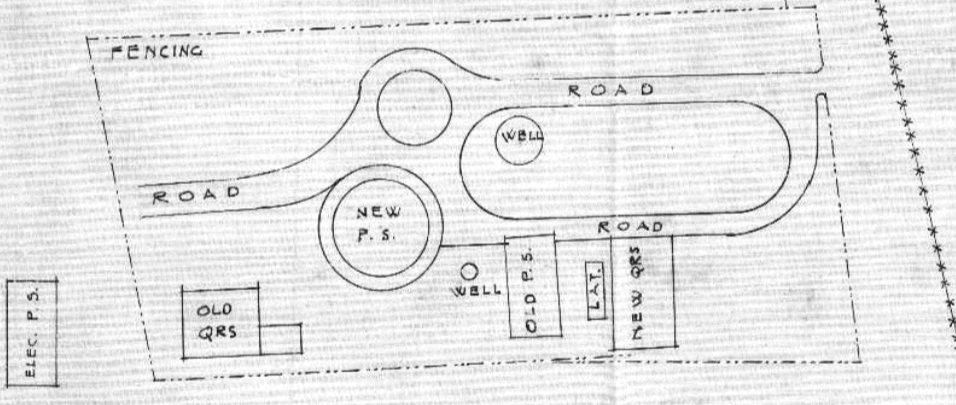 FENCING
ROAD
WELL
ROAD
NEW
P. S.
ROAD
WELL
OLD P. S.
LAT.
NEW QRS
OLD
QRS
ELEC. P. S.